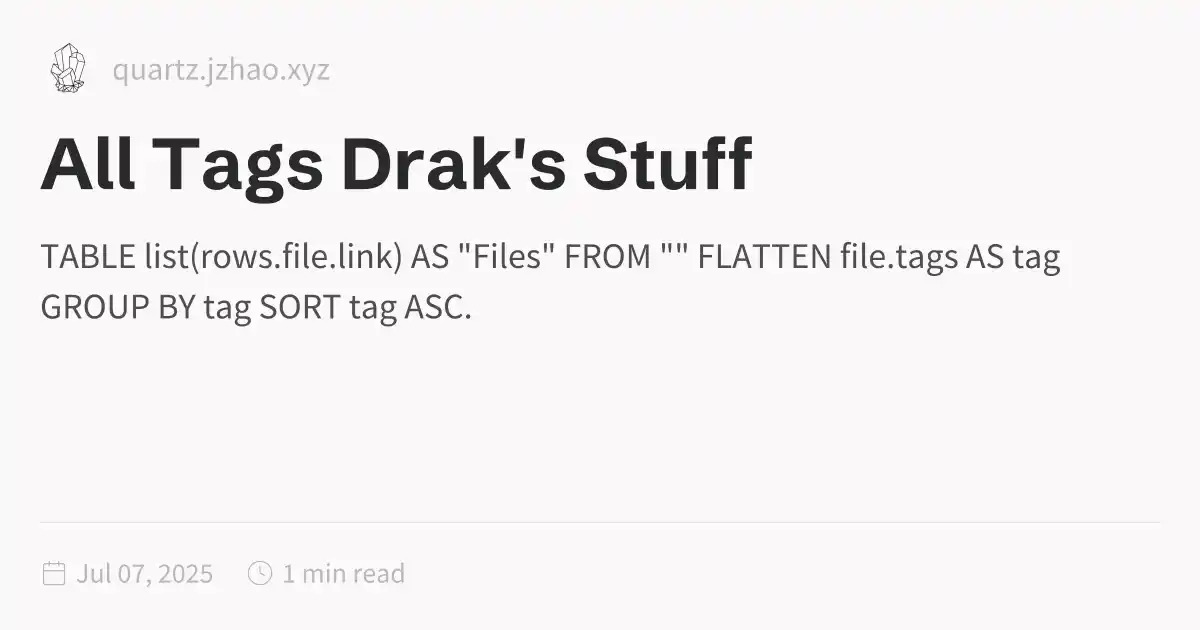 quartz.jzhao.xyz
All Tags Drak's Stuff
TABLE list(rows.file.link) AS "Files" FROM "" FLATTEN file.tags AS tag
GROUP BY tag SORT tag ASC.
Jul 07, 2025 1 min read